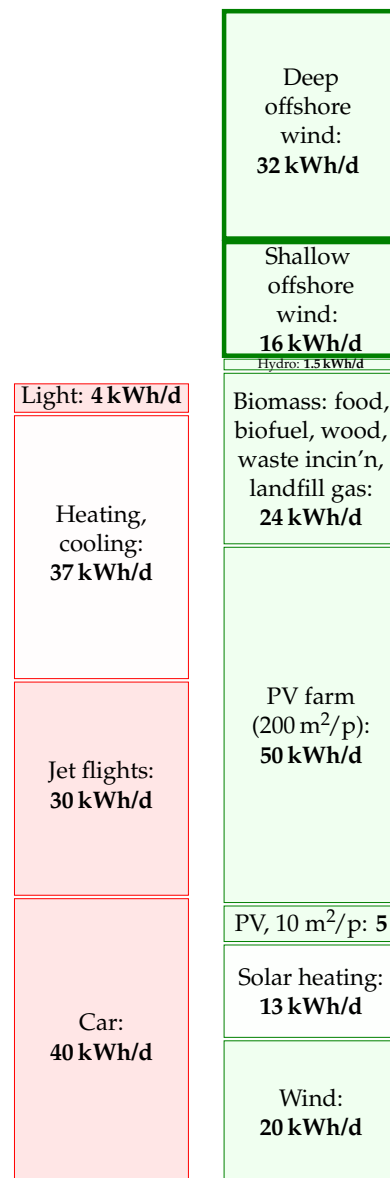 Light: 4 kWh/d
Heating,
cooling:
37 kWh/d
Jet flights:
30 kWh/d
Car:
40 kWh/d
Deep
offshore
wind:
32 kWh/d
Shallow
offshore
wind:
16 kWh/d
Hydro: 1.5 kWh/d
Biomass: food,
biofuel, wood,
waste incin'n,
landfill gas:
24 kWh/d
PV farm
(200 m²/p):
50 kWh/d
PV, 10 m²/p: 5
Solar heating:
13 kWh/d
Wind:
20 kWh/d